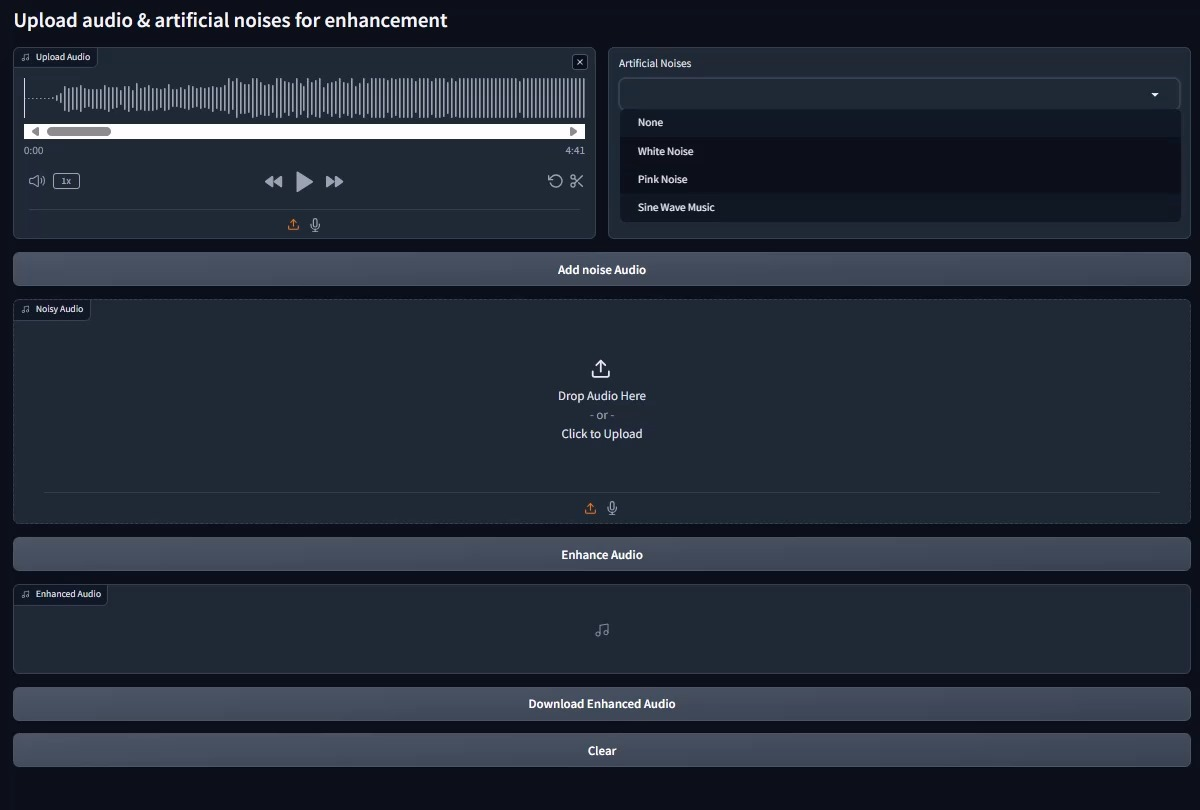 Upload audio & artificial noises for enhancement
Upload Audio
0:00
4:41
1x
Artificial Noises
None
White Noise
Pink Noise
Sine Wave Music
Add noise Audio
Noisy Audio
Drop Audio Here
- or -
Click to Upload
Enhance Audio
Enhanced Audio
Download Enhanced Audio
Clear